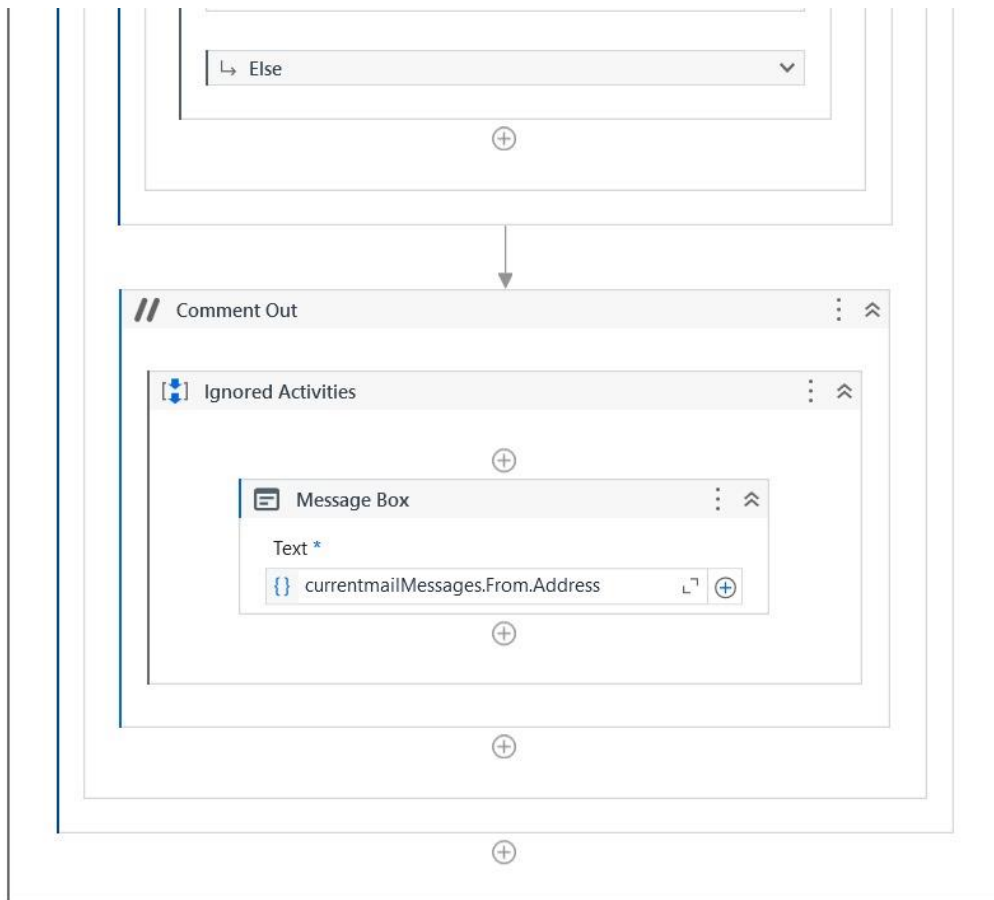 Else
Comment Out
Ignored Activities
Message Box
Text *
currentmailMessages.From.Address